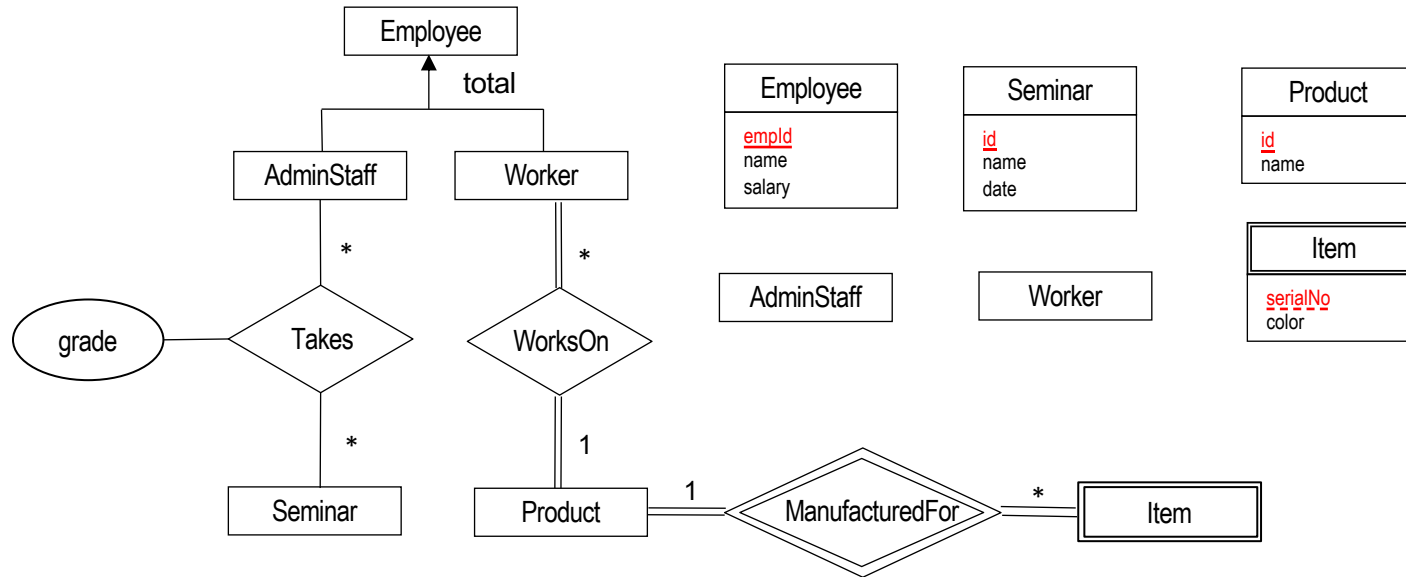 Employee
total
AdminStaff
Worker
*
*
grade
Takes
WorksOn
*
1
Seminar
Product
1
ManufacturedFor
*
Item
Employee
empId
name
salary
Seminar
id
name
date
Product
id
name
AdminStaff
Worker
Item
serialNo
color